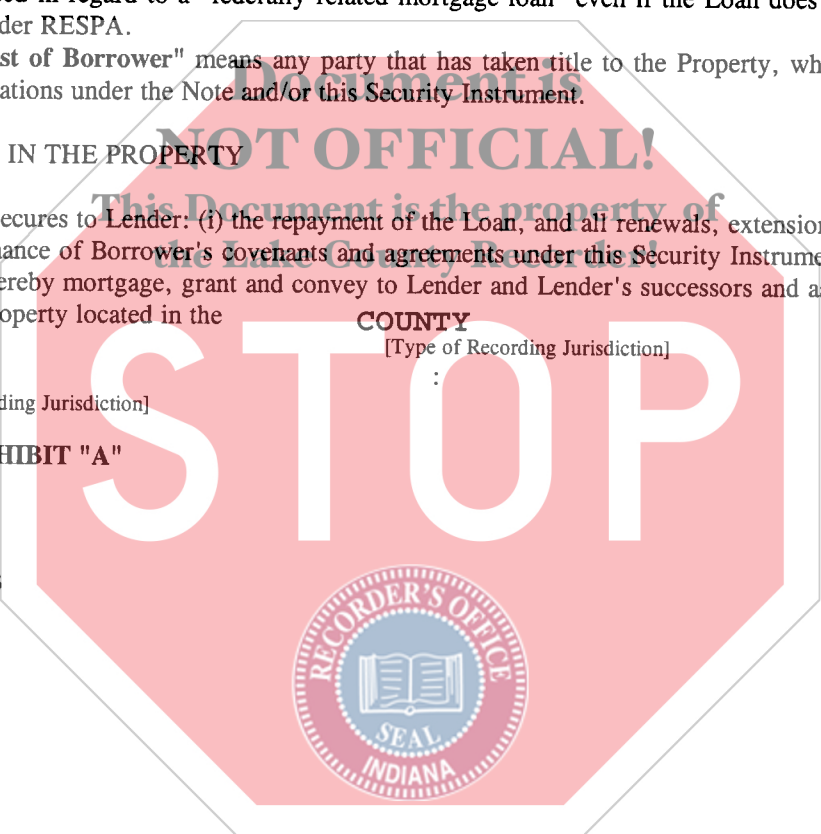 ed in regard to a "federally related mortgage loan" even if the Loan does
der RESPA.
st of Borrower" means any party that has taken title to the Property, wh
ations under the Note and/or this Security Instrument.
Document is
NOT OFFICIAL!
IN THE PROPERTY
This Document is the property of
the Lake County Recorder!
ecures to Lender: (i) the repayment of the Loan, and all renewals, extension
nance of Borrower's covenants and agreements under this Security Instrume
ereby mortgage, grant and convey to Lender and Lender's successors and as
operty located in the COUNTY
[Type of Recording Jurisdiction]
:
ding Jurisdiction]
HIBIT "A"
STOP
RECORDER'S OFFICE
SEAL
INDIANA